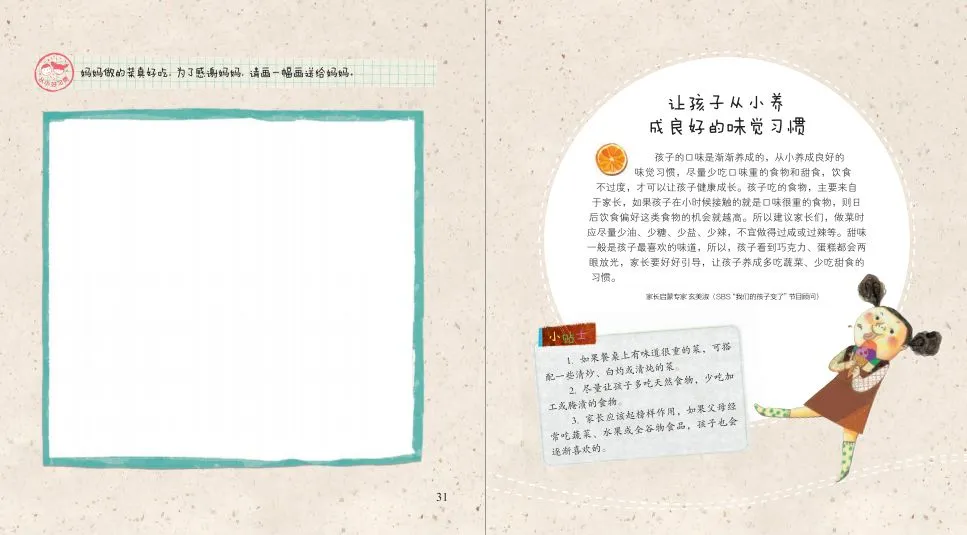 妈妈做的菜真好吃，为了感谢妈妈，请画一幅画送给妈妈。
31
让孩子从小养
成良好的味觉习惯
孩子的口味是渐渐养成的，从小养成良好的
味觉习惯，尽量少吃口味重的食物和甜食，饮食
不过度，才可以让孩子健康成长。孩子吃的食物，主要来自
于家长，如果孩子在小时候接触的就是口味很重的食物，则日
后饮食偏好这类食物的机会就越高。所以建议家长们，做菜时
应尽量少油、少糖、少盐、少辣，不宜做得过咸或过辣等。甜味
一般是孩子最喜欢的味道，所以，孩子看到巧克力、蛋糕都会两
眼放光，家长要好好引导，让孩子养成多吃蔬菜、少吃甜食的
习惯。
家长启蒙专家 玄美淑（SBS“我们的孩子变了”节目顾问）
小贴士
1. 如果餐桌上有味道很重的菜，可搭
配一些清炒、白灼或清炖的菜。
2. 尽量让孩子多吃天然食物，少吃加
工或腌渍的食物。
3. 家长应该起榜样作用，如果父母经
常吃蔬菜、水果或全谷物食品，孩子也会
逐渐喜欢的。